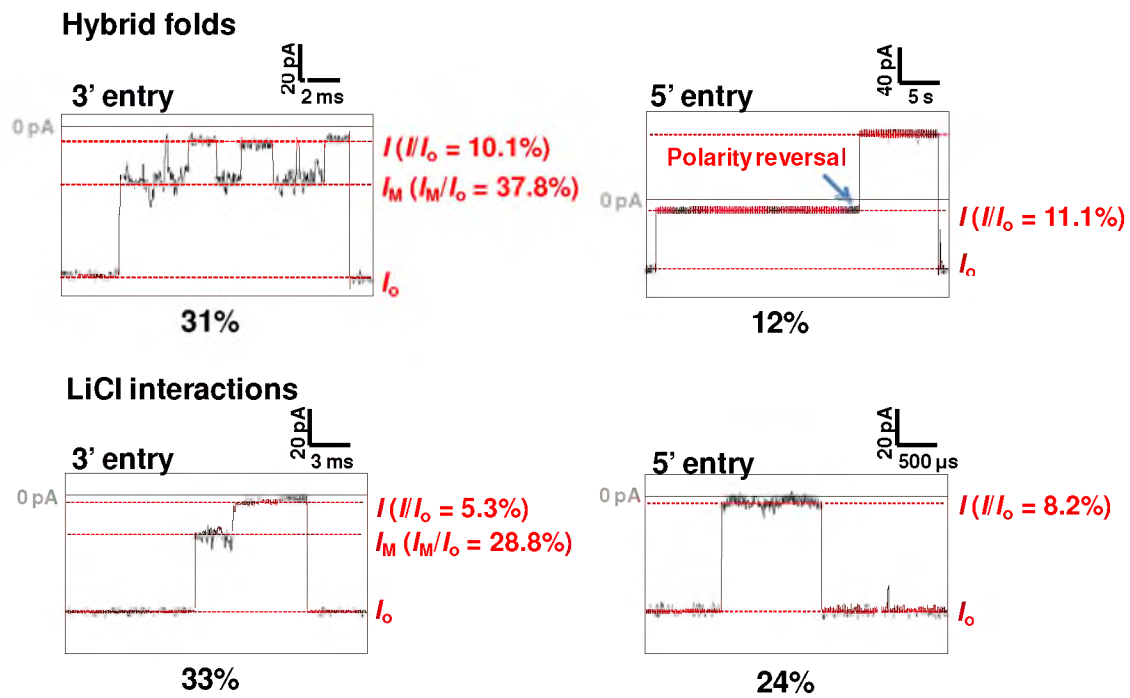 Hybrid folds
3' entry
20 pA
2 ms
0 pA
I (I/Io = 10.1%)
IM (IM/Io = 37.8%)
Io
31%
5' entry
40 pA
5 s
Polarity reversal
0 pA
I (I/Io = 11.1%)
Io
12%
LiCl interactions
3' entry
20 pA
3 ms
0 pA
I (I/Io = 5.3%)
IM (IM/Io = 28.8%)
Io
33%
5' entry
20 pA
500 µs
0 pA
I (I/Io = 8.2%)
Io
24%